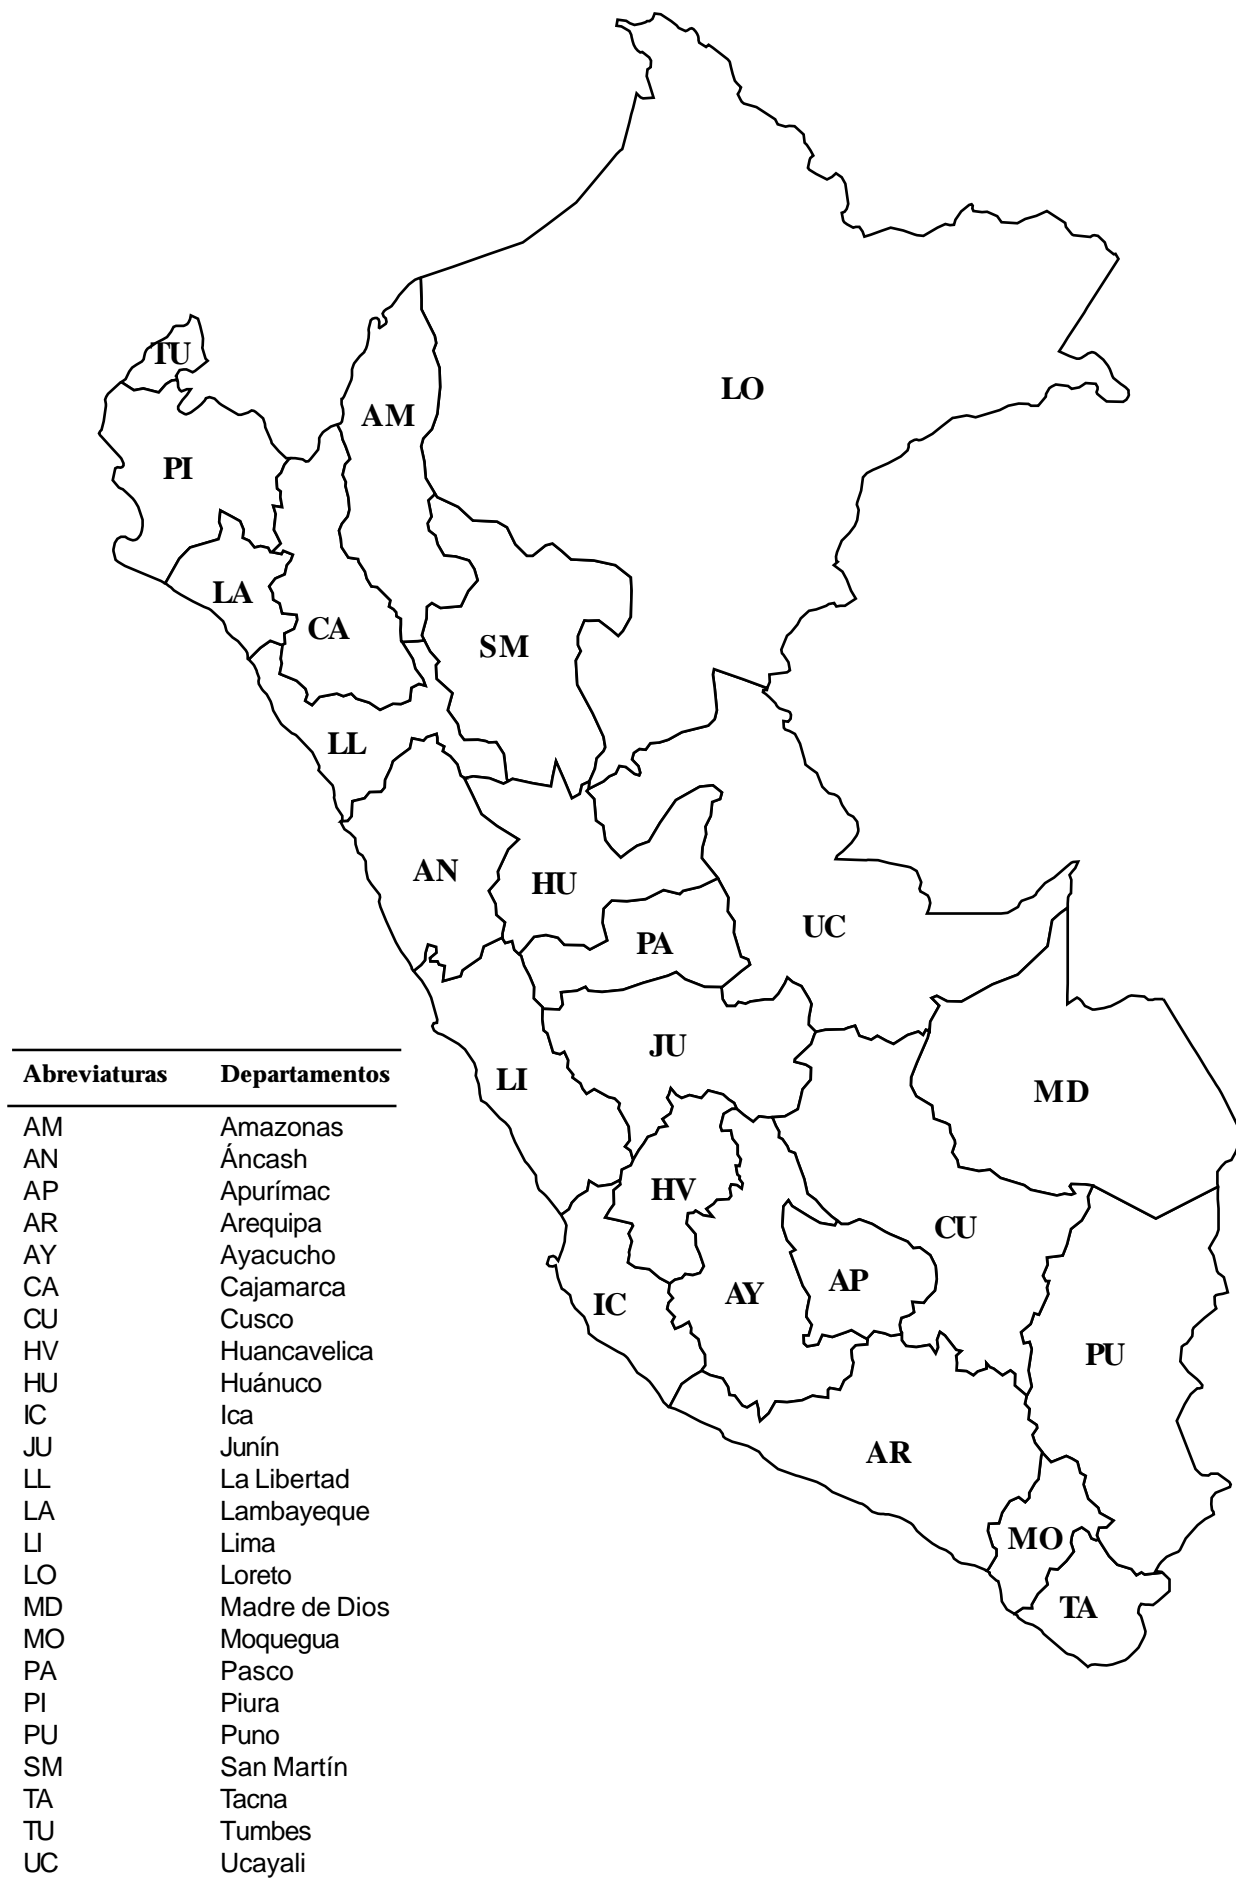 TU
LO
AM
PI
LA
CA
SM
LL
AN
HU
UC
PA
JU
LI
MD
HV
CU
AP
AY
IC
PU
AR
MO
TA
Abreviaturas Departamentos
AM Amazonas
AN Áncash
AP Apurímac
AR Arequipa
AY Ayacucho
CA Cajamarca
CU Cusco
HV Huancavelica
HU Huánuco
IC Ica
JU Junín
LL La Libertad
LA Lambayeque
LI Lima
LO Loreto
MD Madre de Dios
MO Moquegua
PA Pasco
PI Piura
PU Puno
SM San Martín
TA Tacna
TU Tumbes
UC Ucayali